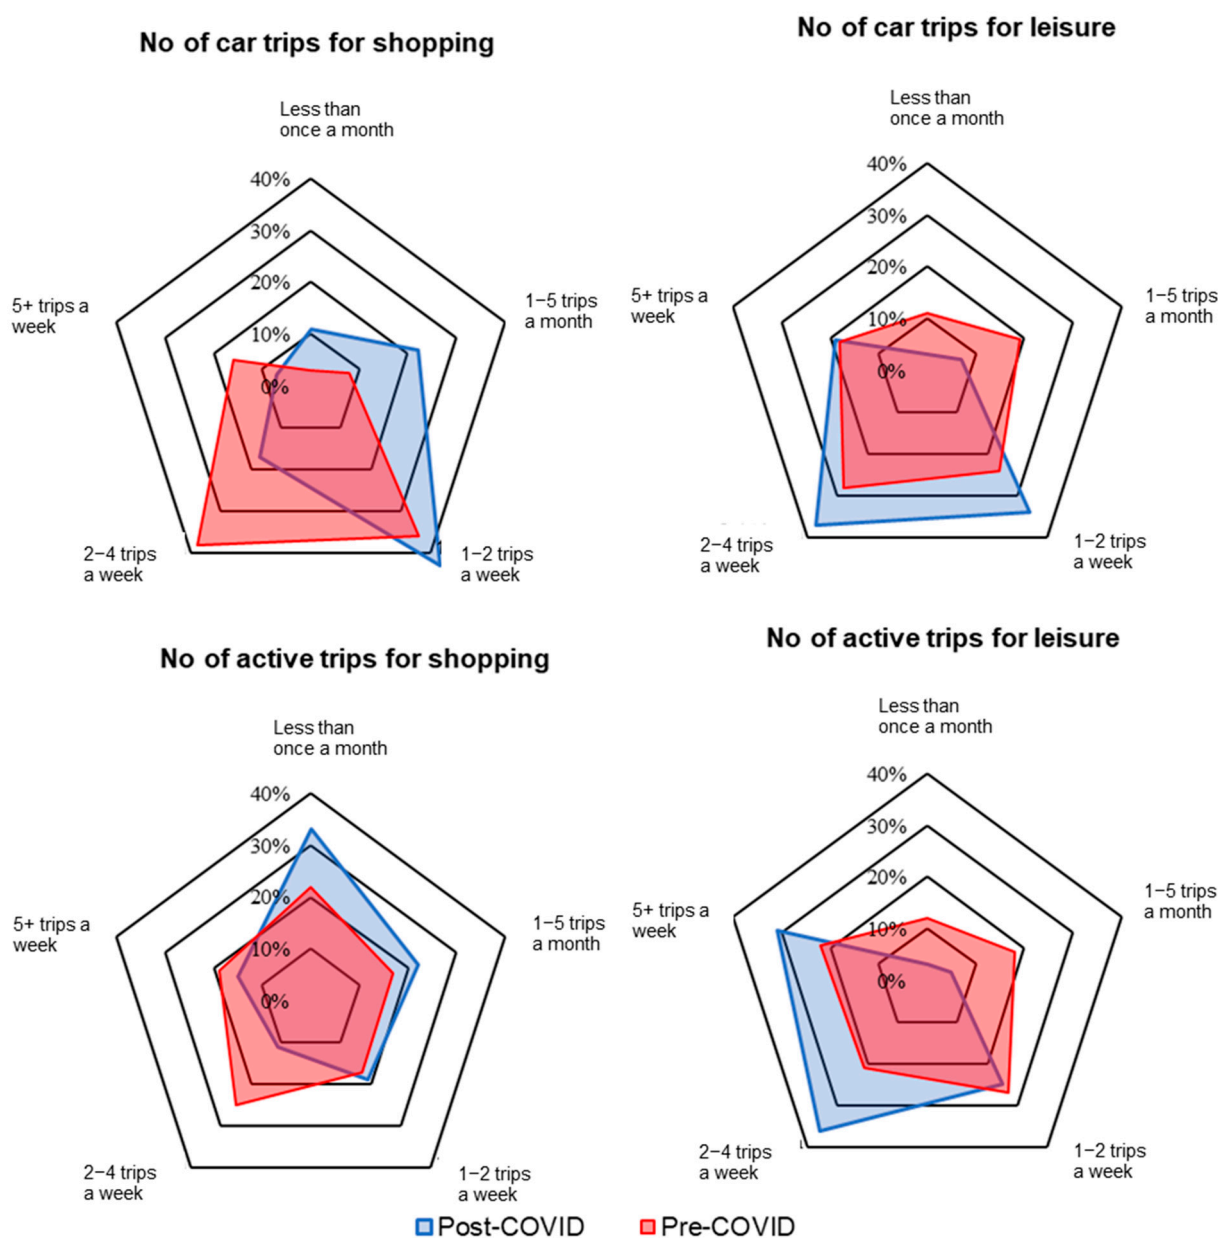 No of car trips for shopping
Less than
once a month
40%
30%
20%
10%
0%
5+ trips a
week
1−5 trips
a month
2−4 trips
a week
1−2 trips
a week
No of car trips for leisure
Less than
once a month
40%
30%
20%
10%
0%
5+ trips a
week
1−5 trips
a month
2−4 trips
a week
1−2 trips
a week
No of active trips for shopping
Less than
once a month
40%
30%
20%
10%
0%
5+ trips a
week
1−5 trips
a month
2−4 trips
a week
1−2 trips
a week
No of active trips for leisure
Less than
once a month
40%
30%
20%
10%
0%
5+ trips a
week
1−5 trips
a month
2−4 trips
a week
1−2 trips
a week
Post-COVID
Pre-COVID